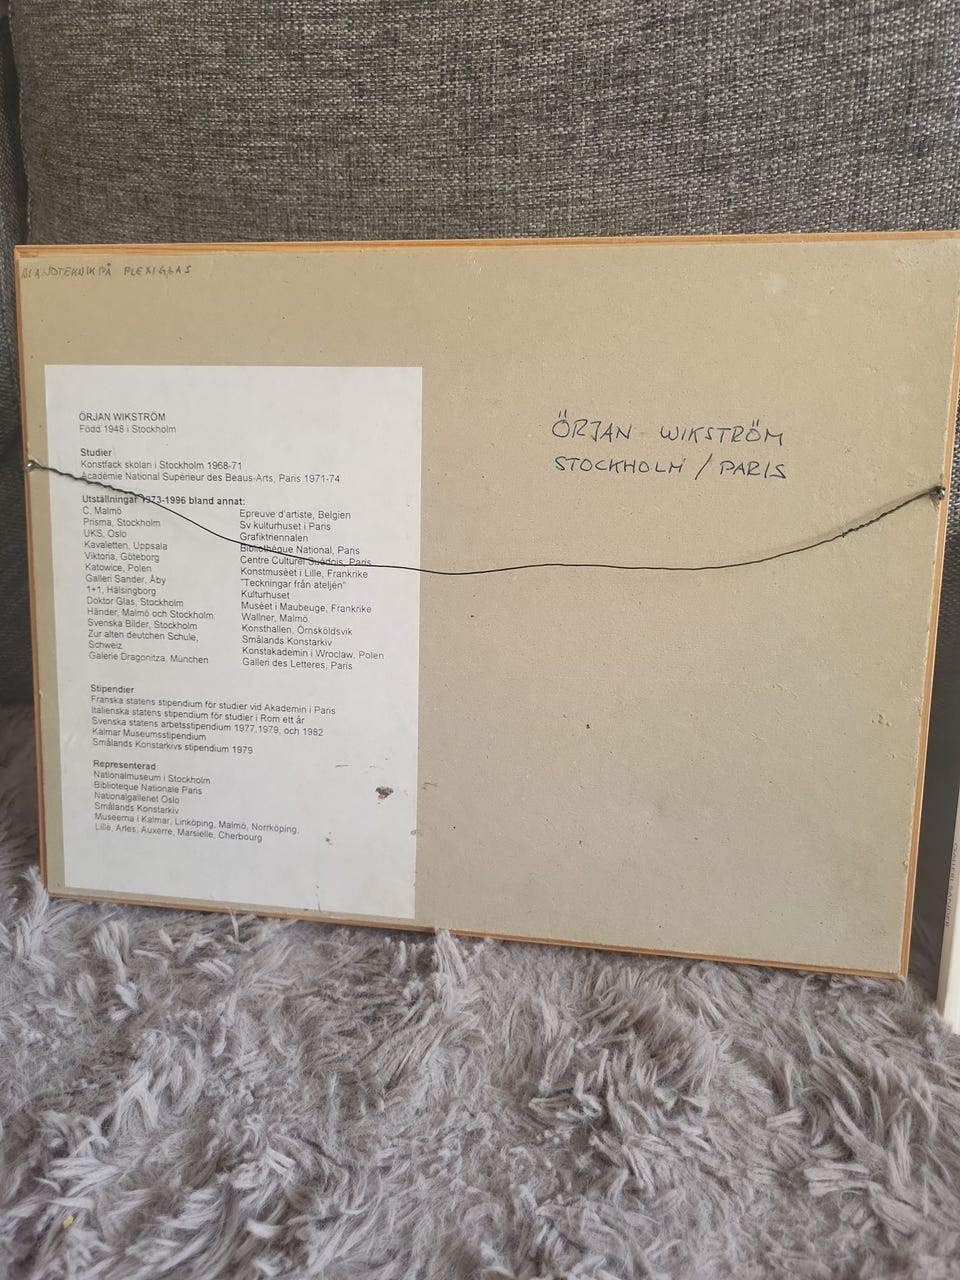 BLANDTEKNIK PÅ PLEXIGLAS
ÖRJAN WIKSTRÖM
Född 1948 i Stockholm
Studier
Konstfack skolan i Stockholm 1968-71
Académie National Supérieur des Beaus-Arts, Paris 1971-74
Utställningar 1973-1996 bland annat:
C, Malmö
Prisma, Stockholm
UKS, Oslo
Kavaletten, Uppsala
Viktoria, Göteborg
Katowice, Polen
Galleri Sander, Åby
1+1, Hälsingborg
Doktor Glas, Stockholm
Händer, Malmö och Stockholm
Svenska Bilder, Stockholm
Zur alten deutchen Schule,
Schweiz
Galerie Dragonitza, München
Epreuve d'artiste, Belgien
Sv kulturhuset i Paris
Grafiktriennalen
Bibliothéque National, Paris
Centre Culturel Suédois, Paris
Konstmuséet i Lille, Frankrike
"Teckningar från ateljén"
Kulturhuset
Muséet i Maubeuge, Frankrike
Wallner, Malmö
Konsthallen, Örnsköldsvik
Smålands Konstarkiv
Konstakademin i Wroclaw, Polen
Galleri des Letteres, Paris
Stipendier
Franska statens stipendium för studier vid Akademin i Paris
Italienska statens stipendium för studier i Rom ett år
Svenska statens arbetsstipendium 1977,1979, och 1982
Kalmar Museumsstipendium
Smålands Konstarkivs stipendium 1979
Representerad
Nationalmuseum i Stockholm
Biblioteque Nationale Paris
Nationalgalleriet Oslo
Smålands Konstarkiv
Museerna i Kalmar, Linköping, Malmö, Norrköping,
Lille, Arles, Auxerre, Marsielle, Cherbourg
ÖRJAN WIKSTRÖM
STOCKHOLM / PARIS